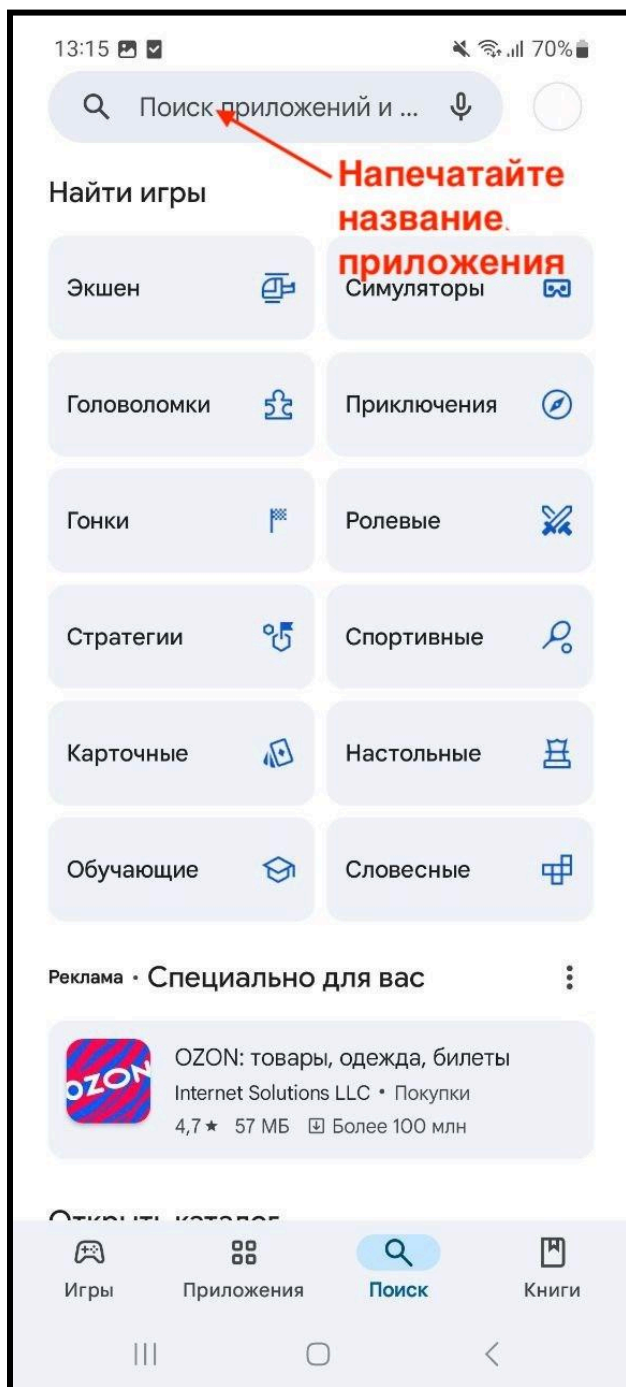 13:15 70%
Поиск приложений и ...
Напечатайте
название.
приложения
Найти игры
Экшен
Симуляторы
Головоломки
Приключения
Гонки
Ролевые
Стратегии
Спортивные
Карточные
Настольные
Обучающие
Словесные
Реклама • Специально для вас
OZON
OZON: товары, одежда, билеты
Internet Solutions LLC • Покупки
4,7★ 57 МБ Более 100 млн
Открыть каталог
Игры
Приложения
Поиск
Книги